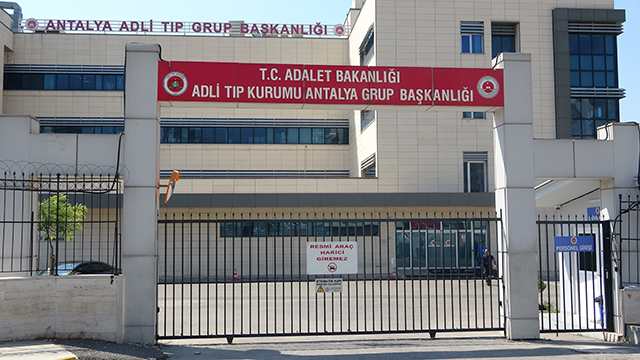 ANTALYA ADLİ TIP GRUP BAŞKANLIĞI
T.C. ADALET BAKANLIĞI
ADLİ TIP KURUMU ANTALYA GRUP BAŞKANLIĞI
RESMİ ARAÇ
HARİCİ
GİREMEZ
PERSONEL GİRİŞİ